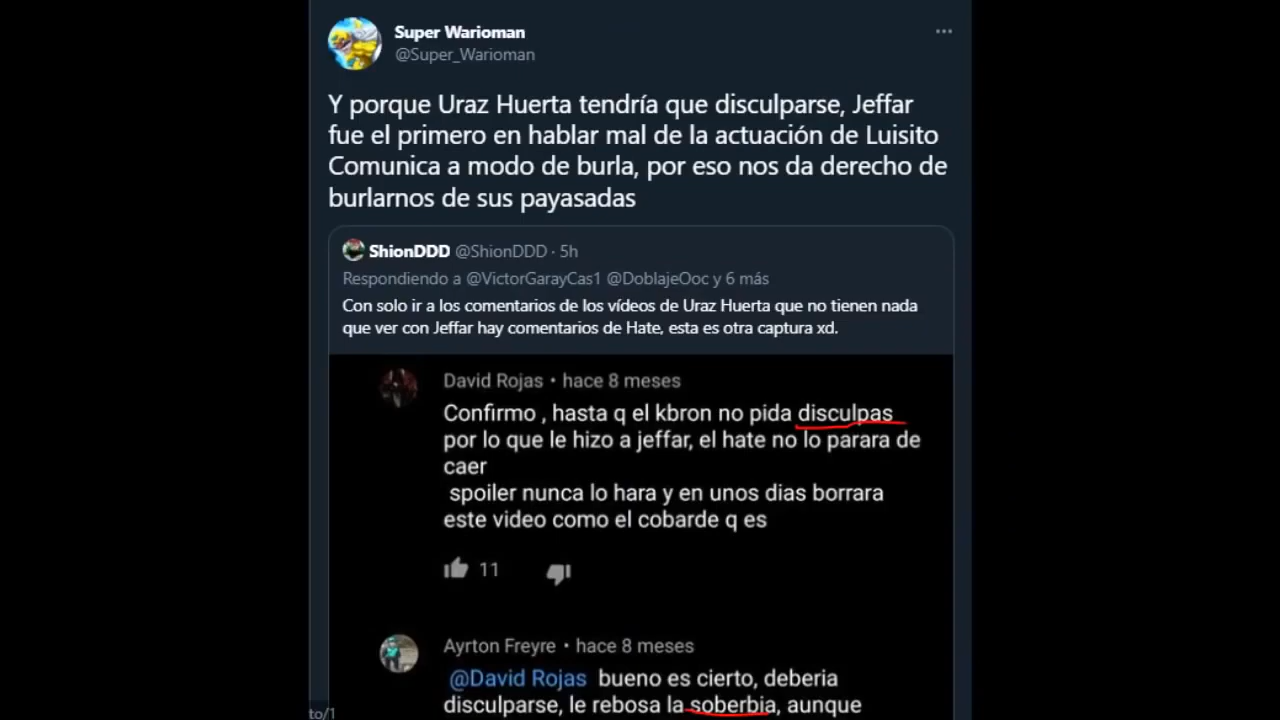 Super Warioman
@Super_Warioman
Y porque Uraz Huerta tendría que disculparse, Jeffar
fue el primero en hablar mal de la actuación de Luisito
Comunica a modo de burla, por eso nos da derecho de
burlarnos de sus payasadas
ShionDDD @ShionDDD · 5h
Respondiendo a @VictorGarayCas1 @DoblajeOoc y 6 más
Con solo ir a los comentarios de los vídeos de Uraz Huerta que no tienen nada
que ver con Jeffar hay comentarios de Hate, esta es otra captura xd.
David Rojas • hace 8 meses
Confirmo , hasta q el kbron no pida disculpas
por lo que le hizo a jeffar, el hate no lo parara de
caer
spoiler nunca lo hara y en unos dias borrara
este video como el cobarde q es
11
Ayrton Freyre • hace 8 meses
@David Rojas bueno es cierto, deberia
disculparse, le rebosa la soberbia, aunque
to/1